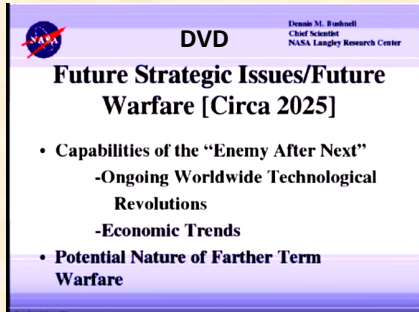 NASA
DVD
Dennis M. Bushnell
Chief Scientist
NASA Langley Research Center
Future Strategic Issues/Future
Warfare [Circa 2025]
• Capabilities of the “Enemy After Next”
-Ongoing Worldwide Technological
Revolutions
-Economic Trends
• Potential Nature of Farther Term
Warfare